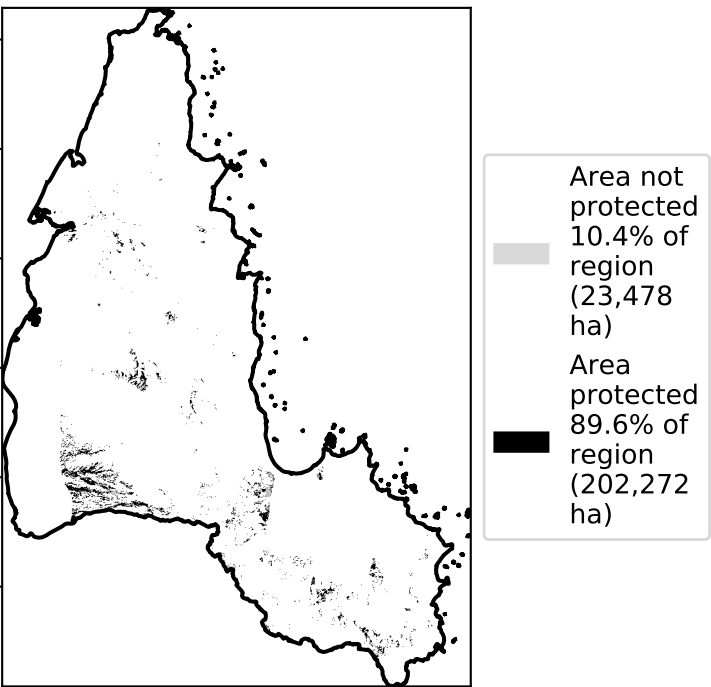 Area not
protected
10.4% of
region
(23,478
ha)
Area
protected
89.6% of
region
(202,272
ha)